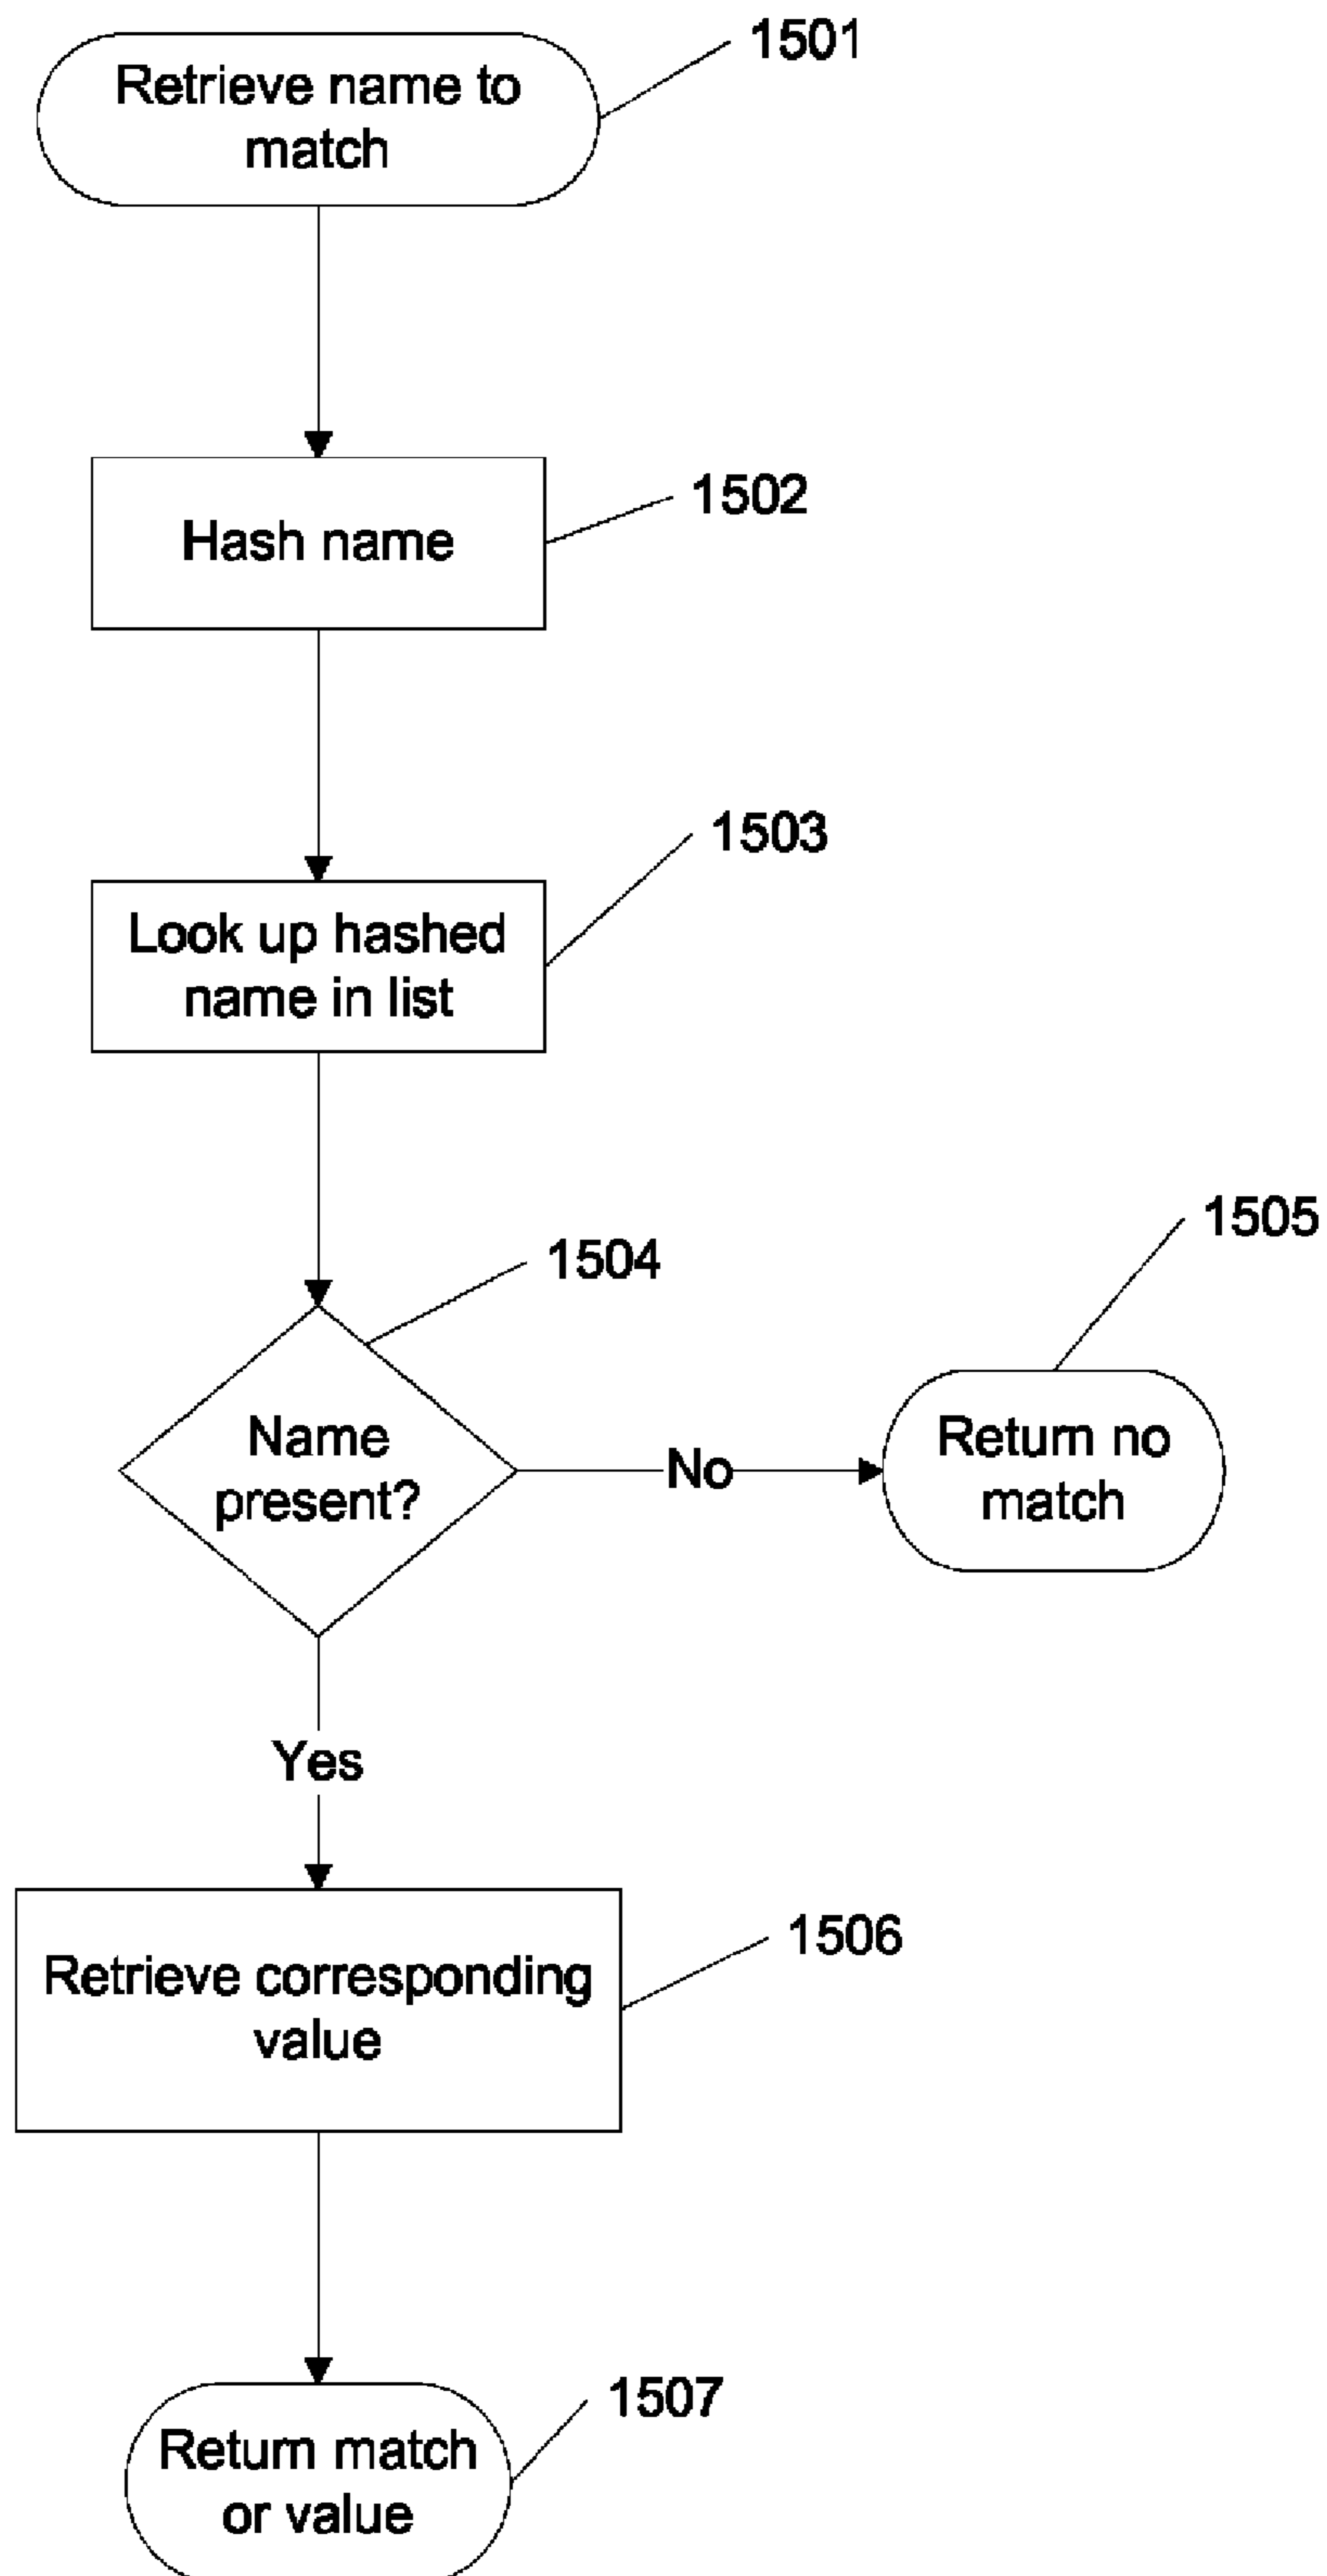 1501
Retrieve name to
match
1502
Hash name
1503
Look up hashed
name in list
1504
1505
Name
present?
No
Return no
match
Yes
1506
Retrieve corresponding
value
1507
Return match
or value